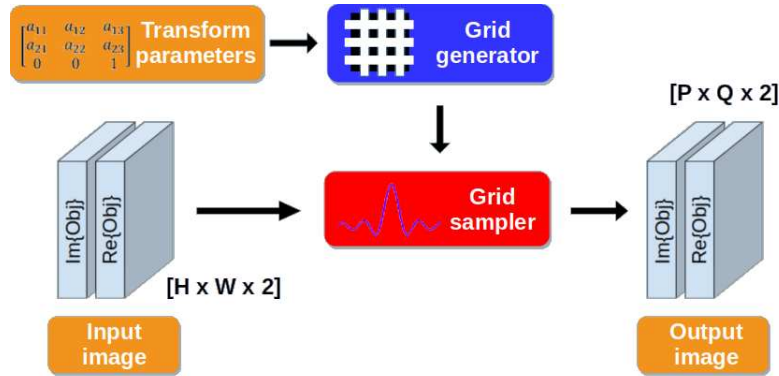 a11 a12 a13
a21 a22 a23
0 0 1
Transform
parameters
Grid
generator
[P x Q x 2]
Im{Obj}
Re{Obj}
[H x W x 2]
Grid
sampler
Im{Obj}
Re{Obj}
Input
image
Output
image